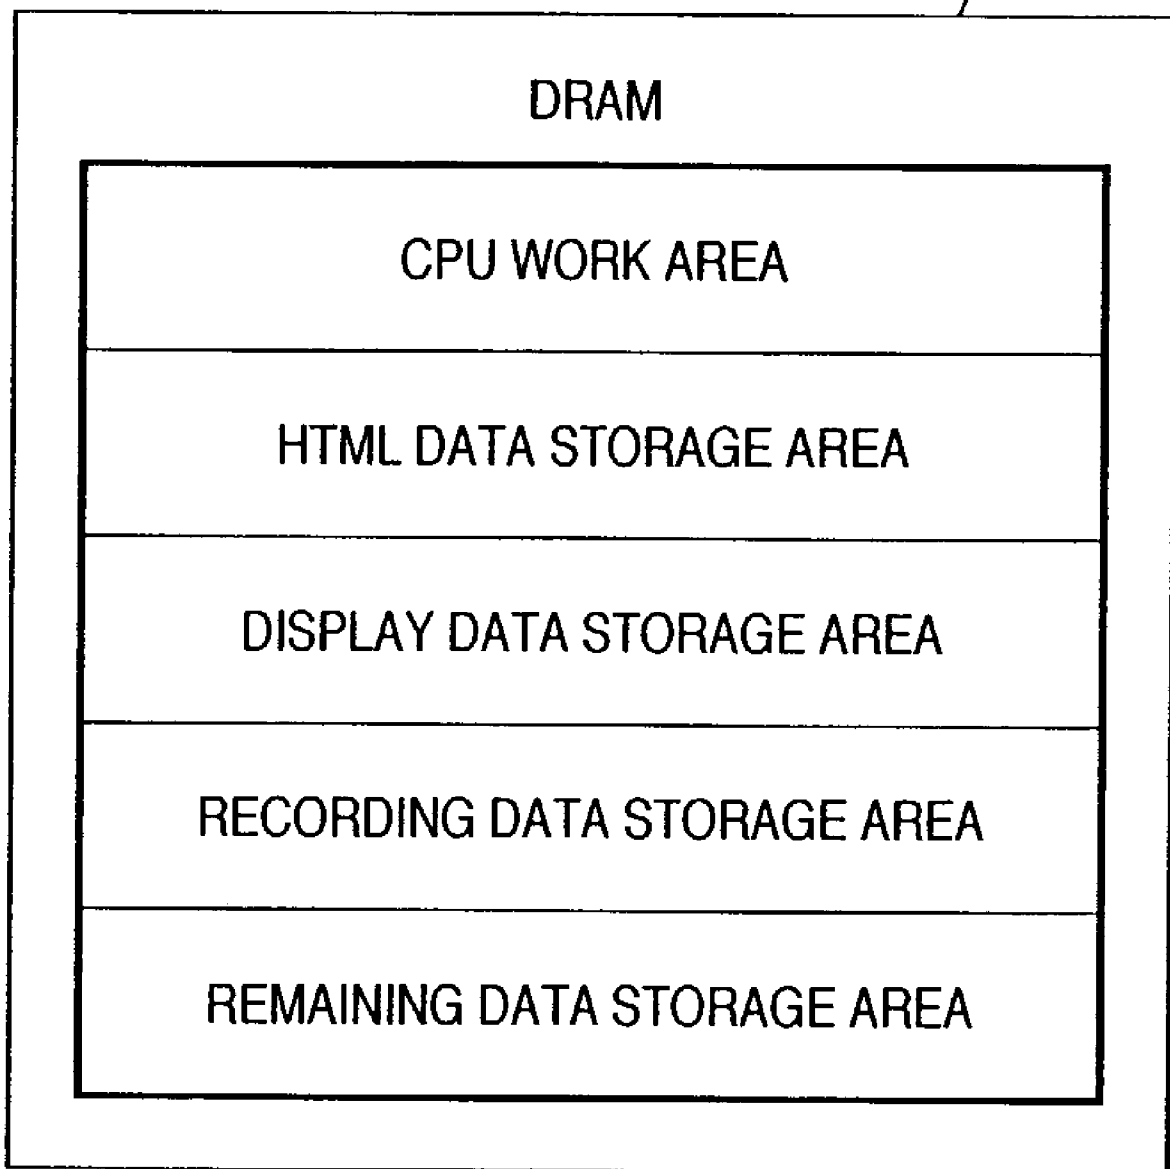 DRAM
CPU WORK AREA
HTML DATA STORAGE AREA
DISPLAY DATA STORAGE AREA
RECORDING DATA STORAGE AREA
REMAINING DATA STORAGE AREA